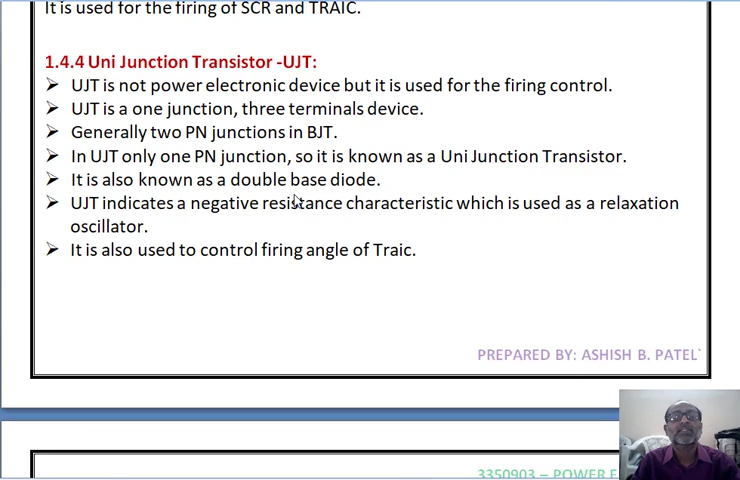 It is used for the firing of SCR and TRAIC.
1.4.4 Uni Junction Transistor -UJT:
➢ UJT is not power electronic device but it is used for the firing control.
➢ UJT is a one junction, three terminals device.
➢ Generally two PN junctions in BJT.
➢ In UJT only one PN junction, so it is known as a Uni Junction Transistor.
➢ It is also known as a double base diode.
➢ UJT indicates a negative resistance characteristic which is used as a relaxation
oscillator.
➢ It is also used to control firing angle of Traic.
PREPARED BY: ASHISH B. PATEL`
3350903 – POWER E